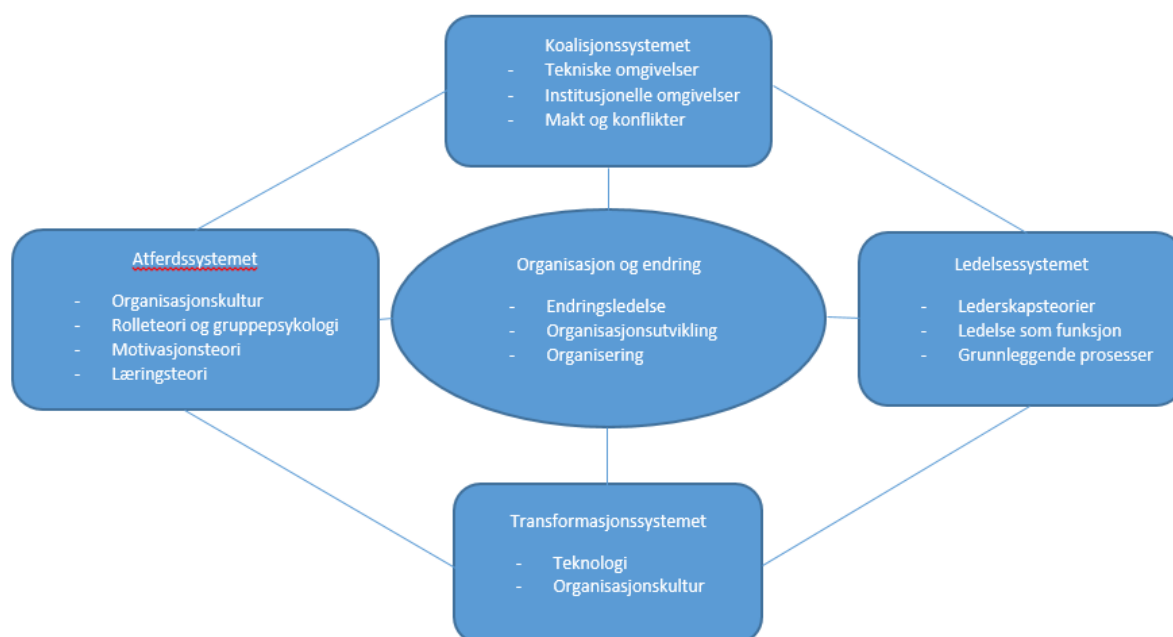 Koalisjonssystemet
- Tekniske omgivelser
- Institusjonelle omgivelser
- Makt og konflikter
Atferdssystemet
- Organisasjonskultur
- Rolleteori og gruppepsykologi
- Motivasjonsteori
- Læringsteori
Organisasjon og endring
- Endringsledelse
- Organisasjonsutvikling
- Organisering
Ledelsessystemet
- Lederskapsteorier
- Ledelse som funksjon
- Grunnleggende prosesser
Transformasjonssystemet
- Teknologi
- Organisasjonskultur